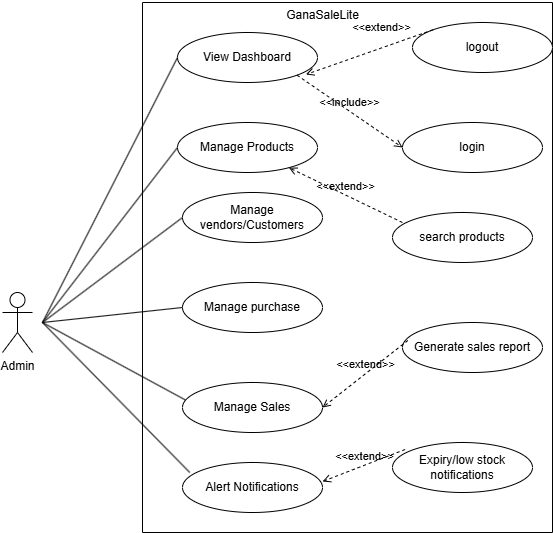 GanaSaleLite
<<extend>>
logout
View Dashboard
<<include>>
login
Manage Products
<<extend>>
Manage
vendors/Customers
search products
Manage purchase
Admin
Generate sales report
<<extend>>
Manage Sales
<<extend>>
Expiry/low stock
notifications
Alert Notifications